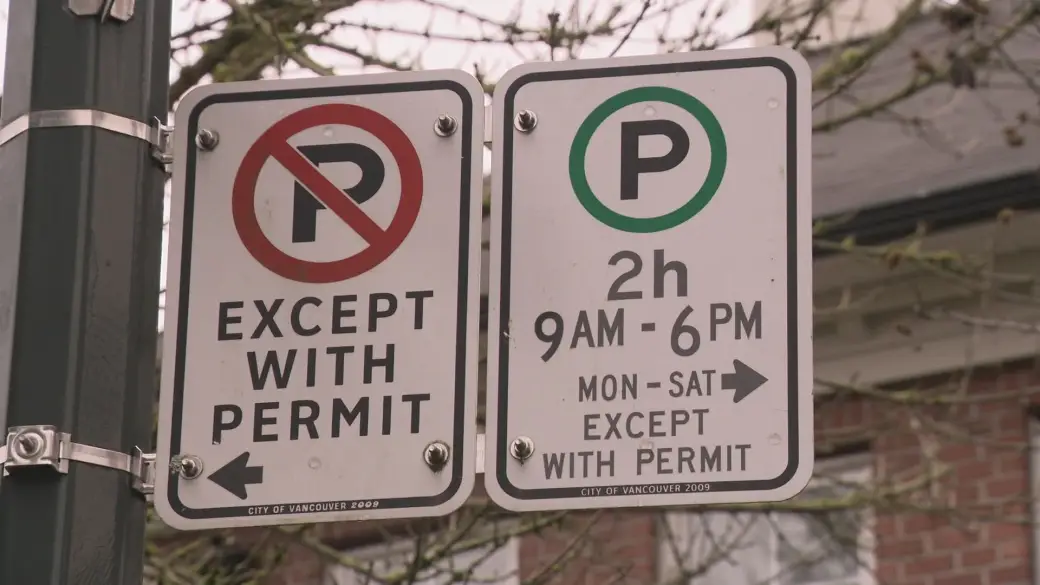 P
EXCEPT
WITH
PERMIT
CITY OF VANCOUVER 2009
P
2h
9AM - 6PM
MON - SAT
EXCEPT
WITH PERMIT
CITY OF VANCOUVER 2009